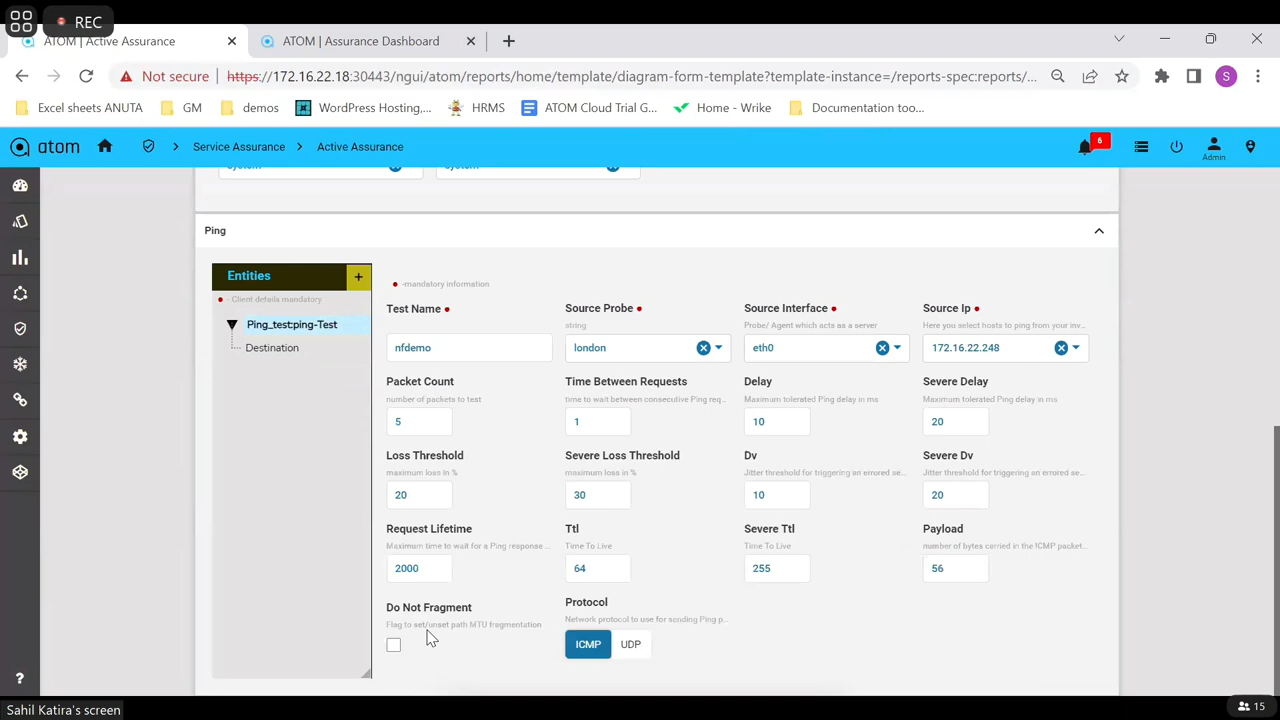 REC
ATOM | Active Assurance
ATOM | Assurance Dashboard
Not secure
https://172.16.22.18:30443/ngui/atom/reports/home/template/diagram-form-template?template-instance=/reports-spec:reports/...
S
Excel sheets ANUTA
GM
demos
WordPress Hosting,...
HRMS
ATOM Cloud Trial G...
Home - Wrike
Documentation too...
atom
Service Assurance
Active Assurance
6
Admin
Ping
Entities
+
- Client details mandatory
Ping_test:ping-Test
Destination
-mandatory information
Test Name
nfdemo
Source Probe
string
london
Source Interface
Probe/ Agent which acts as a server
eth0
Source Ip
Here you select hosts to ping from your inv...
172.16.22.248
Packet Count
number of packets to test
5
Time Between Requests
time to wait between consecutive Ping req...
1
Delay
Maximum tolerated Ping delay in ms
10
Severe Delay
Maximum tolerated Ping delay in ms
20
Loss Threshold
maximum loss in %
20
Severe Loss Threshold
maximum loss in %
30
Dv
Jitter threshold for triggering an errored se...
10
Severe Dv
Jitter threshold for triggering an errored se...
20
Request Lifetime
Maximum time to wait for a Ping response ...
2000
Ttl
Time To Live
64
Severe Ttl
Time To Live
255
Payload
number of bytes carried in the ICMP packet...
56
Do Not Fragment
Flag to set/unset path MTU fragmentation
Protocol
Network protocol to use for sending Ping p...
ICMP
UDP
?
Sahil Katira's screen
15